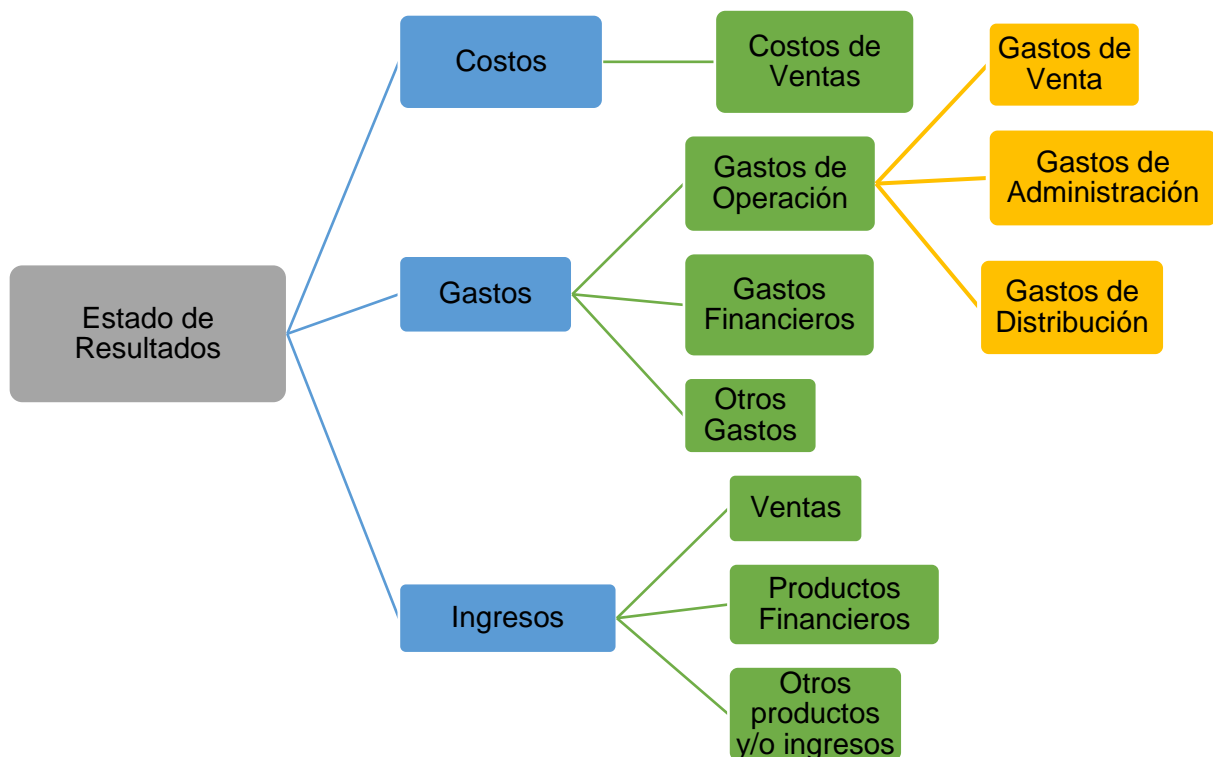 Estado de
Resultados
Costos
Costos de
Ventas
Gastos
Gastos de
Operación
Gastos de
Venta
Gastos de
Administración
Gastos de
Distribución
Gastos
Financieros
Otros
Gastos
Ingresos
Ventas
Productos
Financieros
Otros
productos
y/o ingresos